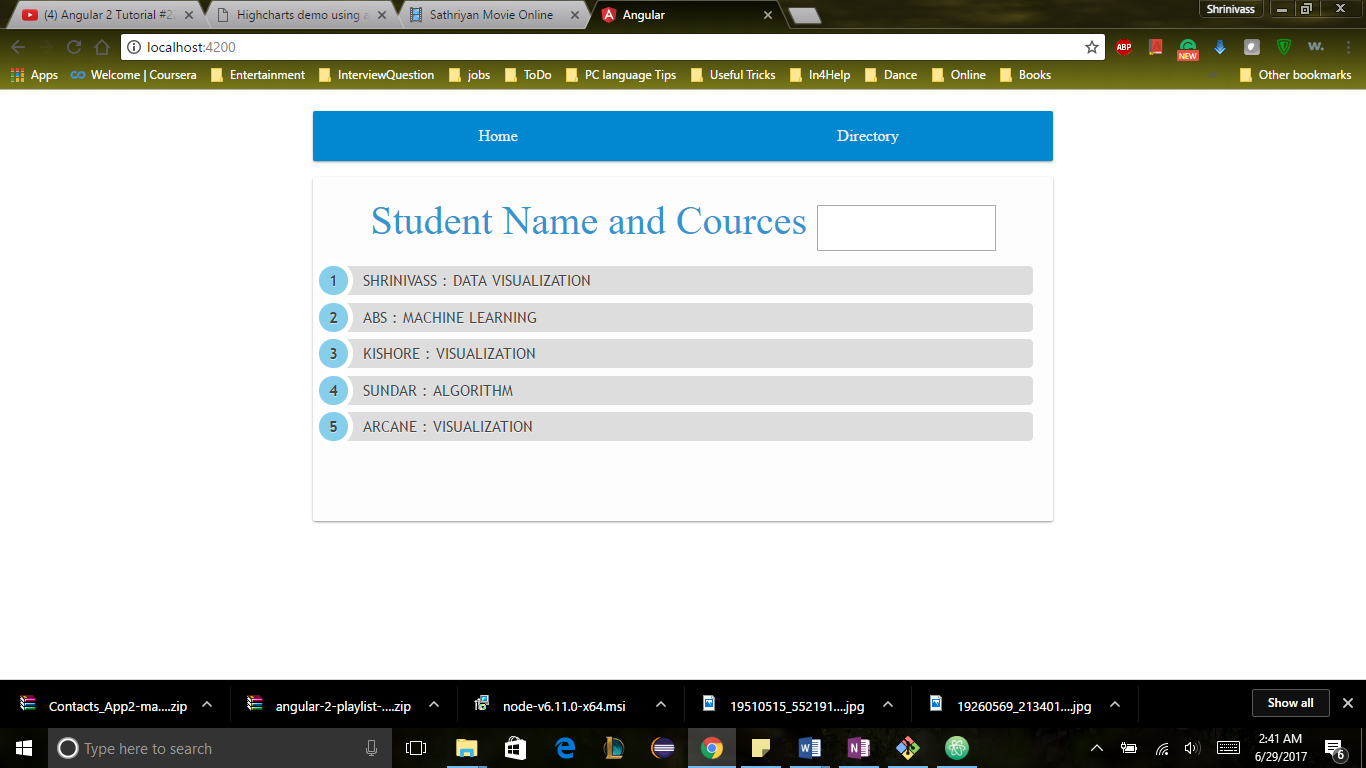 (4) Angular 2 Tutorial #2
Highcharts demo using a
Sathriyan Movie Online
Angular
Shrinivass
localhost:4200
ABP
NEW
w.
Apps
Welcome | Coursera
Entertainment
InterviewQuestion
jobs
ToDo
PC language Tips
Useful Tricks
In4Help
Dance
Online
Books
Other bookmarks
Home
Directory
Student Name and Cources
1 SHRINIVASS : DATA VISUALIZATION
2 ABS : MACHINE LEARNING
3 KISHORE : VISUALIZATION
4 SUNDAR : ALGORITHM
5 ARCANE : VISUALIZATION
Contacts_App2-ma....zip
angular-2-playlist-....zip
node-v6.11.0-x64.msi
19510515_552191....jpg
19260569_213401....jpg
Show all
Type here to search
2:41 AM
6/29/2017
6